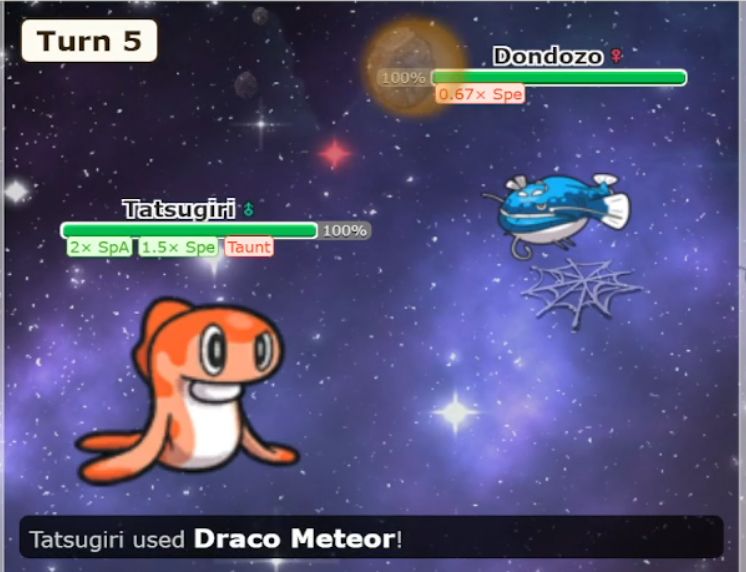 Turn 5
Dondozo ♀
100%
0.67× Spe
Tatsugiri ♂
100%
2× SpA 1.5× Spe Taunt
Tatsugiri used Draco Meteor!